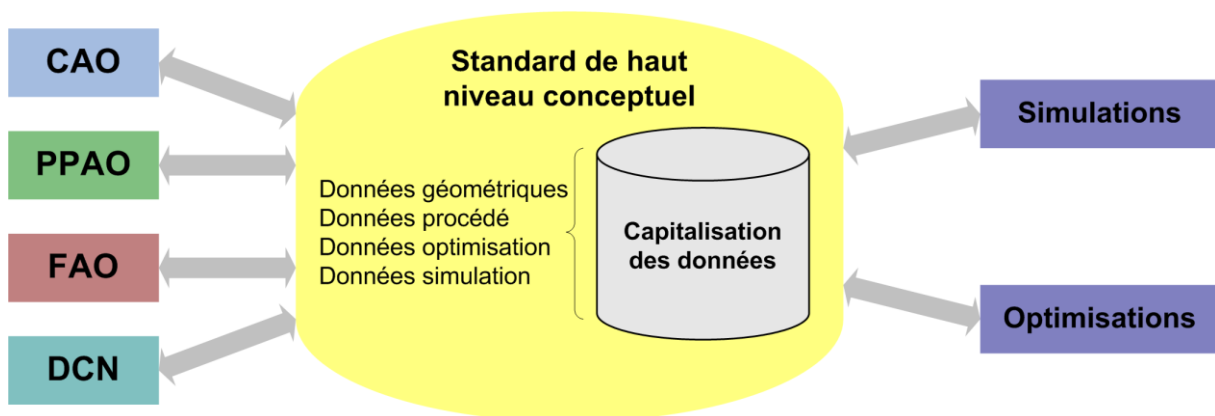 CAO
PPAO
FAO
DCN
Standard de haut
niveau conceptuel
Données géométriques
Données procédé
Données optimisation
Données simulation
Capitalisation
des données
Simulations
Optimisations